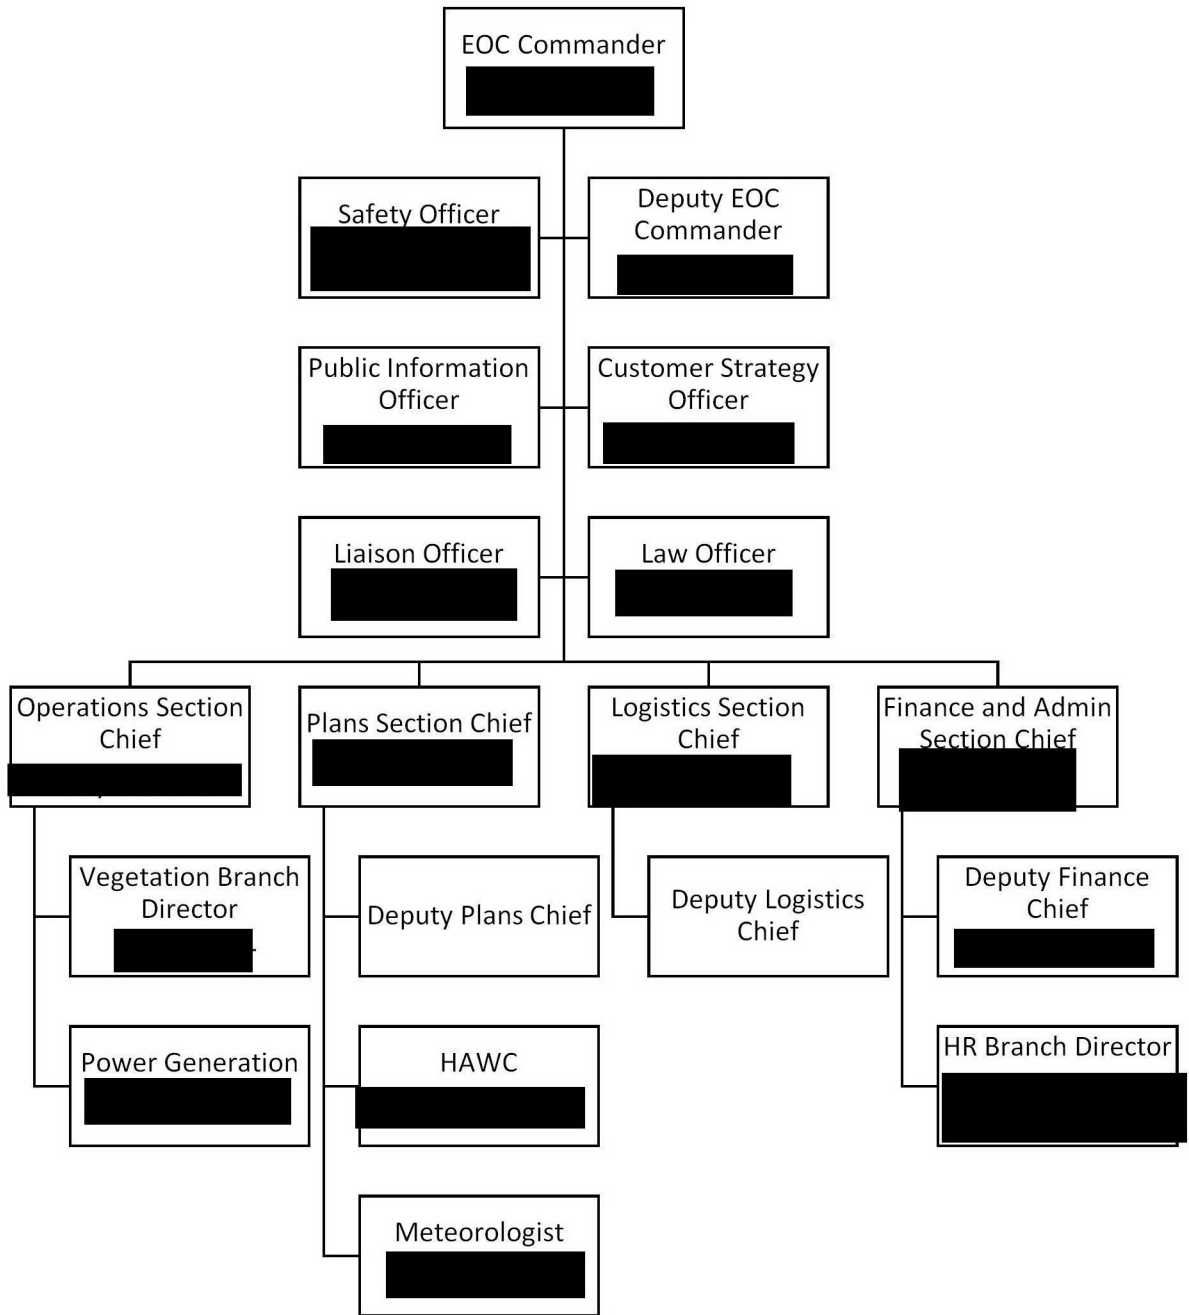 EOC Commander
Safety Officer
Deputy EOC
Commander
Public Information
Officer
Customer Strategy
Officer
Liaison Officer
Law Officer
Operations Section
Chief
Plans Section Chief
Logistics Section
Chief
Finance and Admin
Section Chief
Vegetation Branch
Director
Deputy Plans Chief
Deputy Logistics
Chief
Deputy Finance
Chief
Power Generation
HAWC
HR Branch Director
Meteorologist